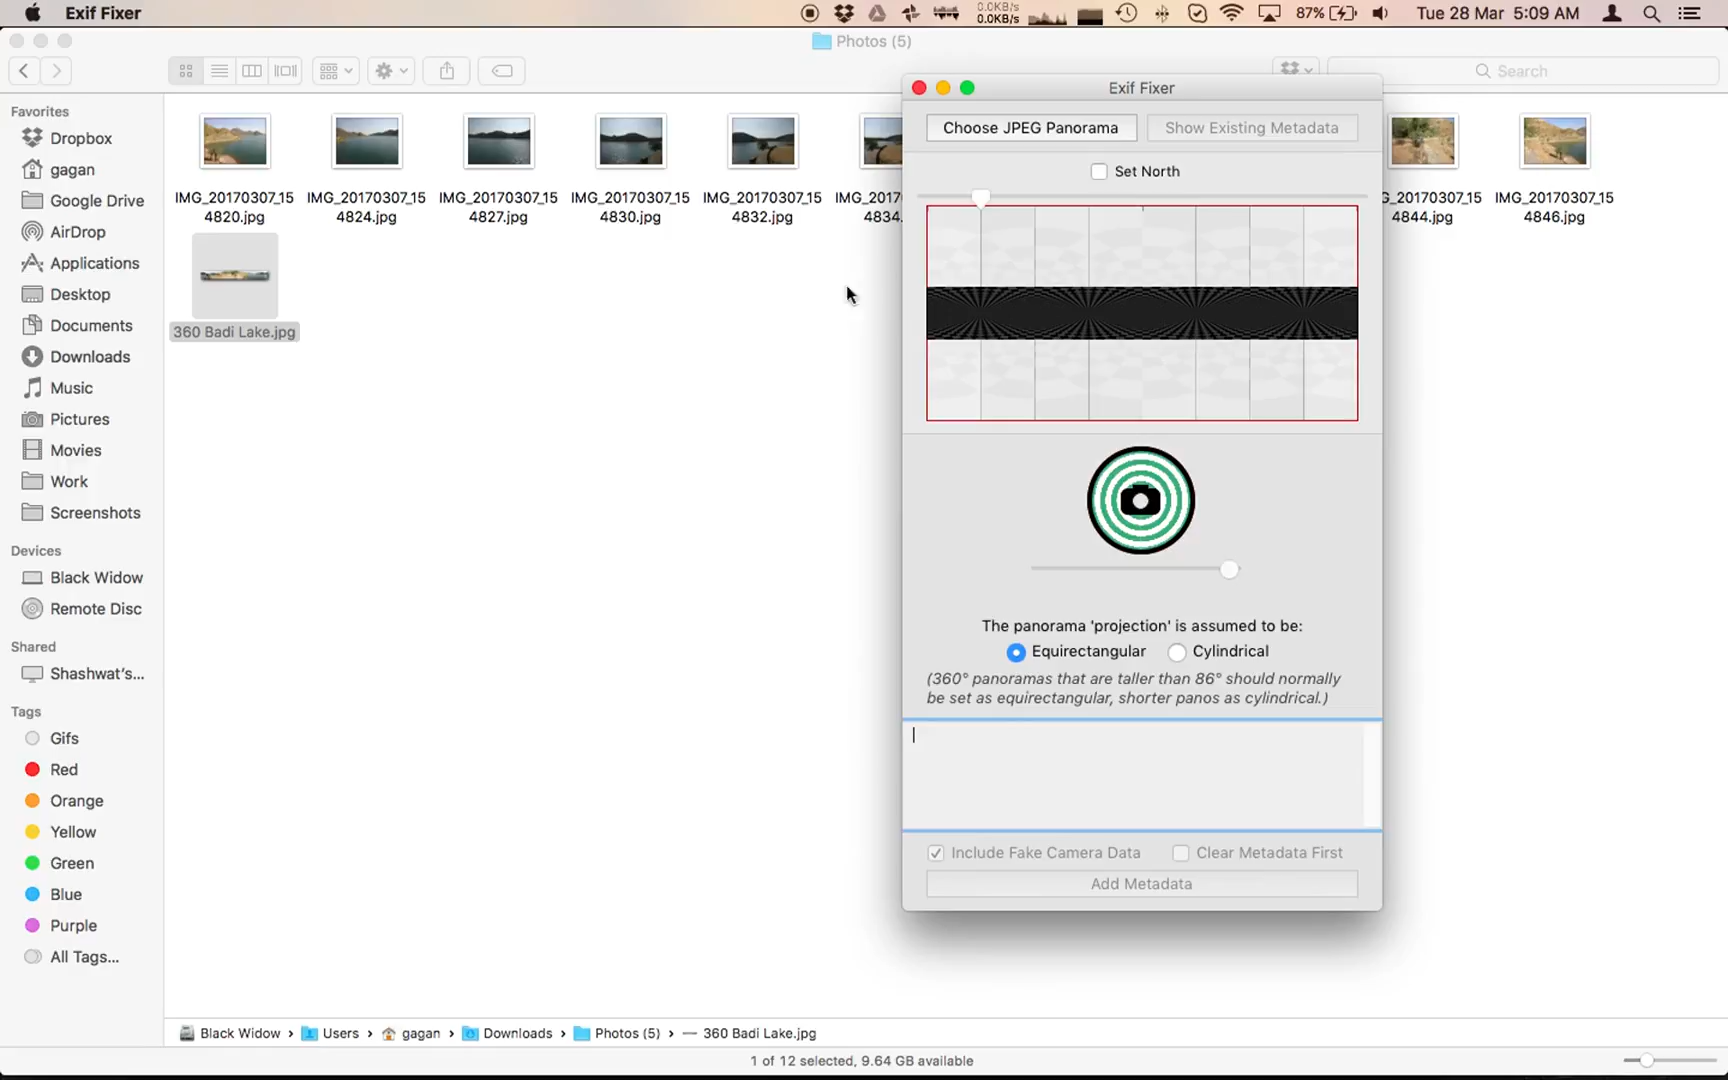 Exif Fixer
0.0KB/s
0.0KB/s
87%
Tue 28 Mar 5:09 AM
Photos (5)
Search
Favorites
Dropbox
gagan
Google Drive
AirDrop
Applications
Desktop
Documents
Downloads
Music
Pictures
Movies
Work
Screenshots
Devices
Black Widow
Remote Disc
Shared
Shashwat's...
Tags
Gifs
Red
Orange
Yellow
Green
Blue
Purple
All Tags...
IMG_20170307_15
4820.jpg
IMG_20170307_15
4824.jpg
IMG_20170307_15
4827.jpg
IMG_20170307_15
4830.jpg
IMG_20170307_15
4832.jpg
IMG_20170
4834.
G_20170307_15
4844.jpg
IMG_20170307_15
4846.jpg
360 Badi Lake.jpg
Exif Fixer
Choose JPEG Panorama
Show Existing Metadata
Set North
The panorama 'projection' is assumed to be:
Equirectangular
Cylindrical
(360° panoramas that are taller than 86° should normally
be set as equirectangular, shorter panos as cylindrical.)
Include Fake Camera Data
Clear Metadata First
Add Metadata
Black Widow › Users › gagan › Downloads › Photos (5) › 360 Badi Lake.jpg
1 of 12 selected, 9.64 GB available